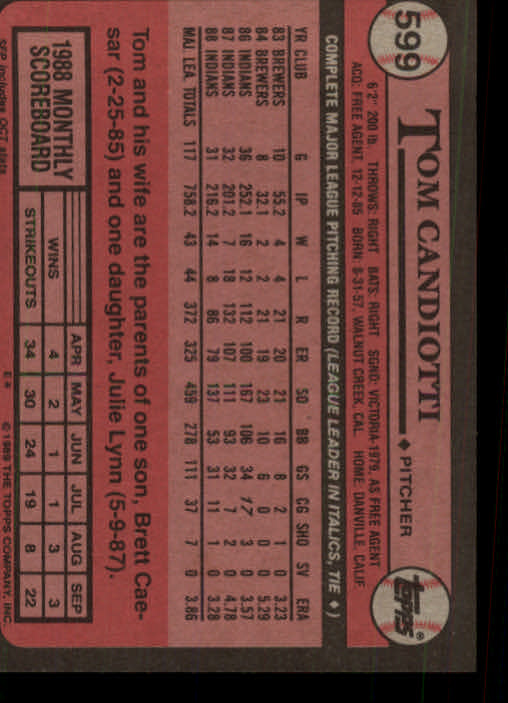 599
TOM CANDIOTTI ♦ PITCHER
TOPPS®
6'2" 200 lb. THROWS: RIGHT BATS: RIGHT SGND: VICTORIA-1979, AS FREE AGENT
ACQ: FREE AGENT, 12-12-85 BORN: 8-31-57, WALNUT CREEK, CAL. HOME: DANVILLE, CALIF
COMPLETE MAJOR LEAGUE PITCHING RECORD (LEAGUE LEADER IN ITALICS, TIE ♦)
YR CLUB G IP W L R ER SO BB GS CG SHO SV ERA
83 BREWERS 10 55.2 4 4 21 20 21 16 8 2 1 0 3.23
84 BREWERS 8 32.1 2 2 21 19 23 10 6 0 0 0 5.29
86 INDIANS 36 252.1 16 12 112 100 167 106 34 17 3 0 3.57
87 INDIANS 32 201.2 7 18 132 107 111 93 32 7 2 0 4.78
88 INDIANS 31 216.2 14 8 86 79 137 53 31 11 1 0 3.28
MAJ. LEA. TOTALS 117 758.2 43 44 372 325 459 278 111 37 7 0 3.86
Tom and his wife are the parents of one son, Brett Cae-
sar (2-25-85) and one daughter, Julie Lynn (5-9-87).
1988 MONTHLY
SCOREBOARD
APR MAY JUN JUL AUG SEP
WINS 4 2 1 1 3 3
STRIKEOUTS 34 30 24 19 8 22
SEP includes OCT stats E* © 1989 THE TOPPS COMPANY, INC.